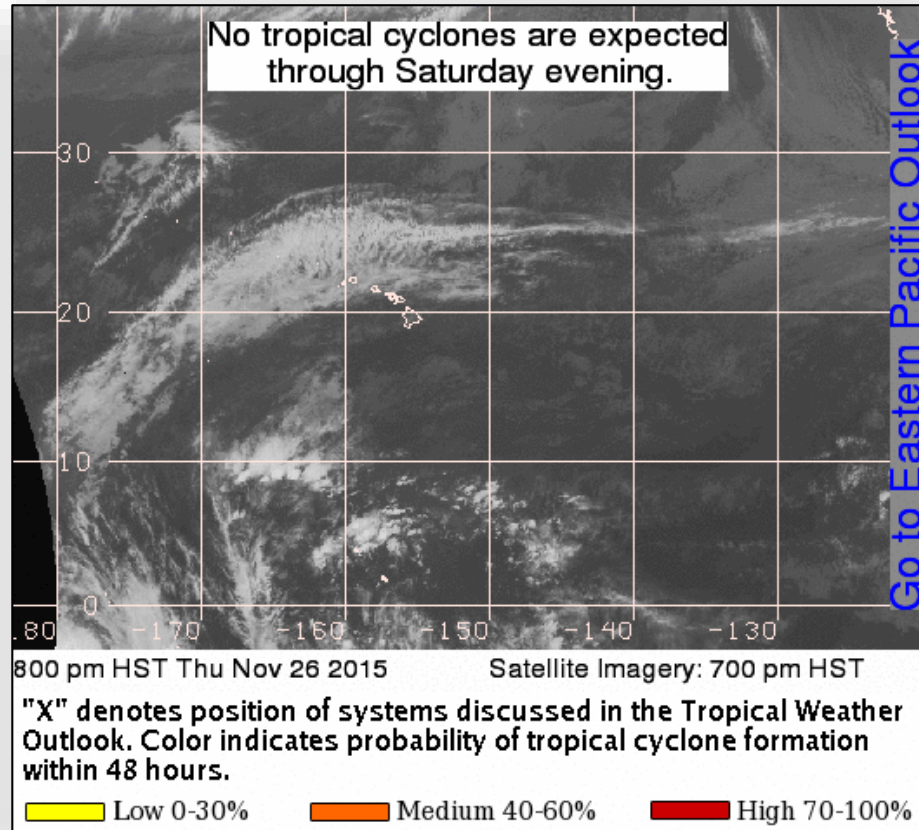 No tropical cyclones are expected
through Saturday evening.
Go to Eastern Pacific Outlook
30
20
10
0
.80 -170 -160 -150 -140 -130
800 pm HST Thu Nov 26 2015 Satellite Imagery: 700 pm HST
"X" denotes position of systems discussed in the Tropical Weather
Outlook. Color indicates probability of tropical cyclone formation
within 48 hours.
Low 0-30% Medium 40-60% High 70-100%